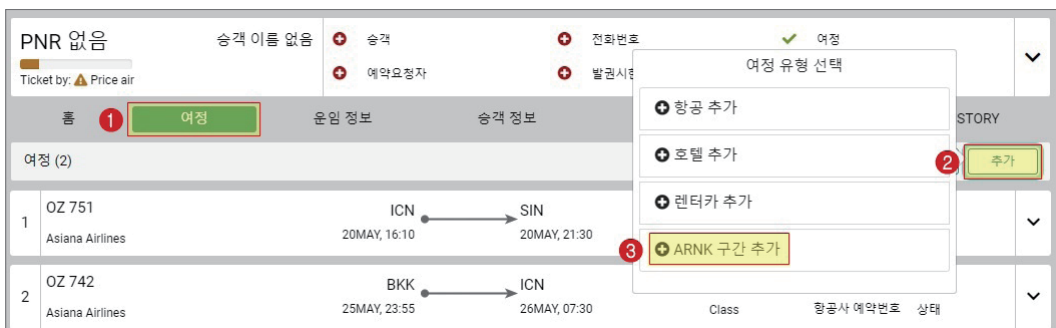 PNR 없음 승객 이름 없음 승객 전화번호 여정
Ticket by: Price air 예약요청자 발권시한
여정 유형 선택
항공 추가
호텔 추가
렌터카 추가
3 ARNK 구간 추가
홈 1 여정 운임 정보 승객 정보 STORY
여정 (2) 2 추가
1 OZ 751 ICN SIN
Asiana Airlines 20MAY, 16:10 20MAY, 21:30
2 OZ 742 BKK ICN
Asiana Airlines 25MAY, 23:55 26MAY, 07:30 Class 항공사 예약번호 상태